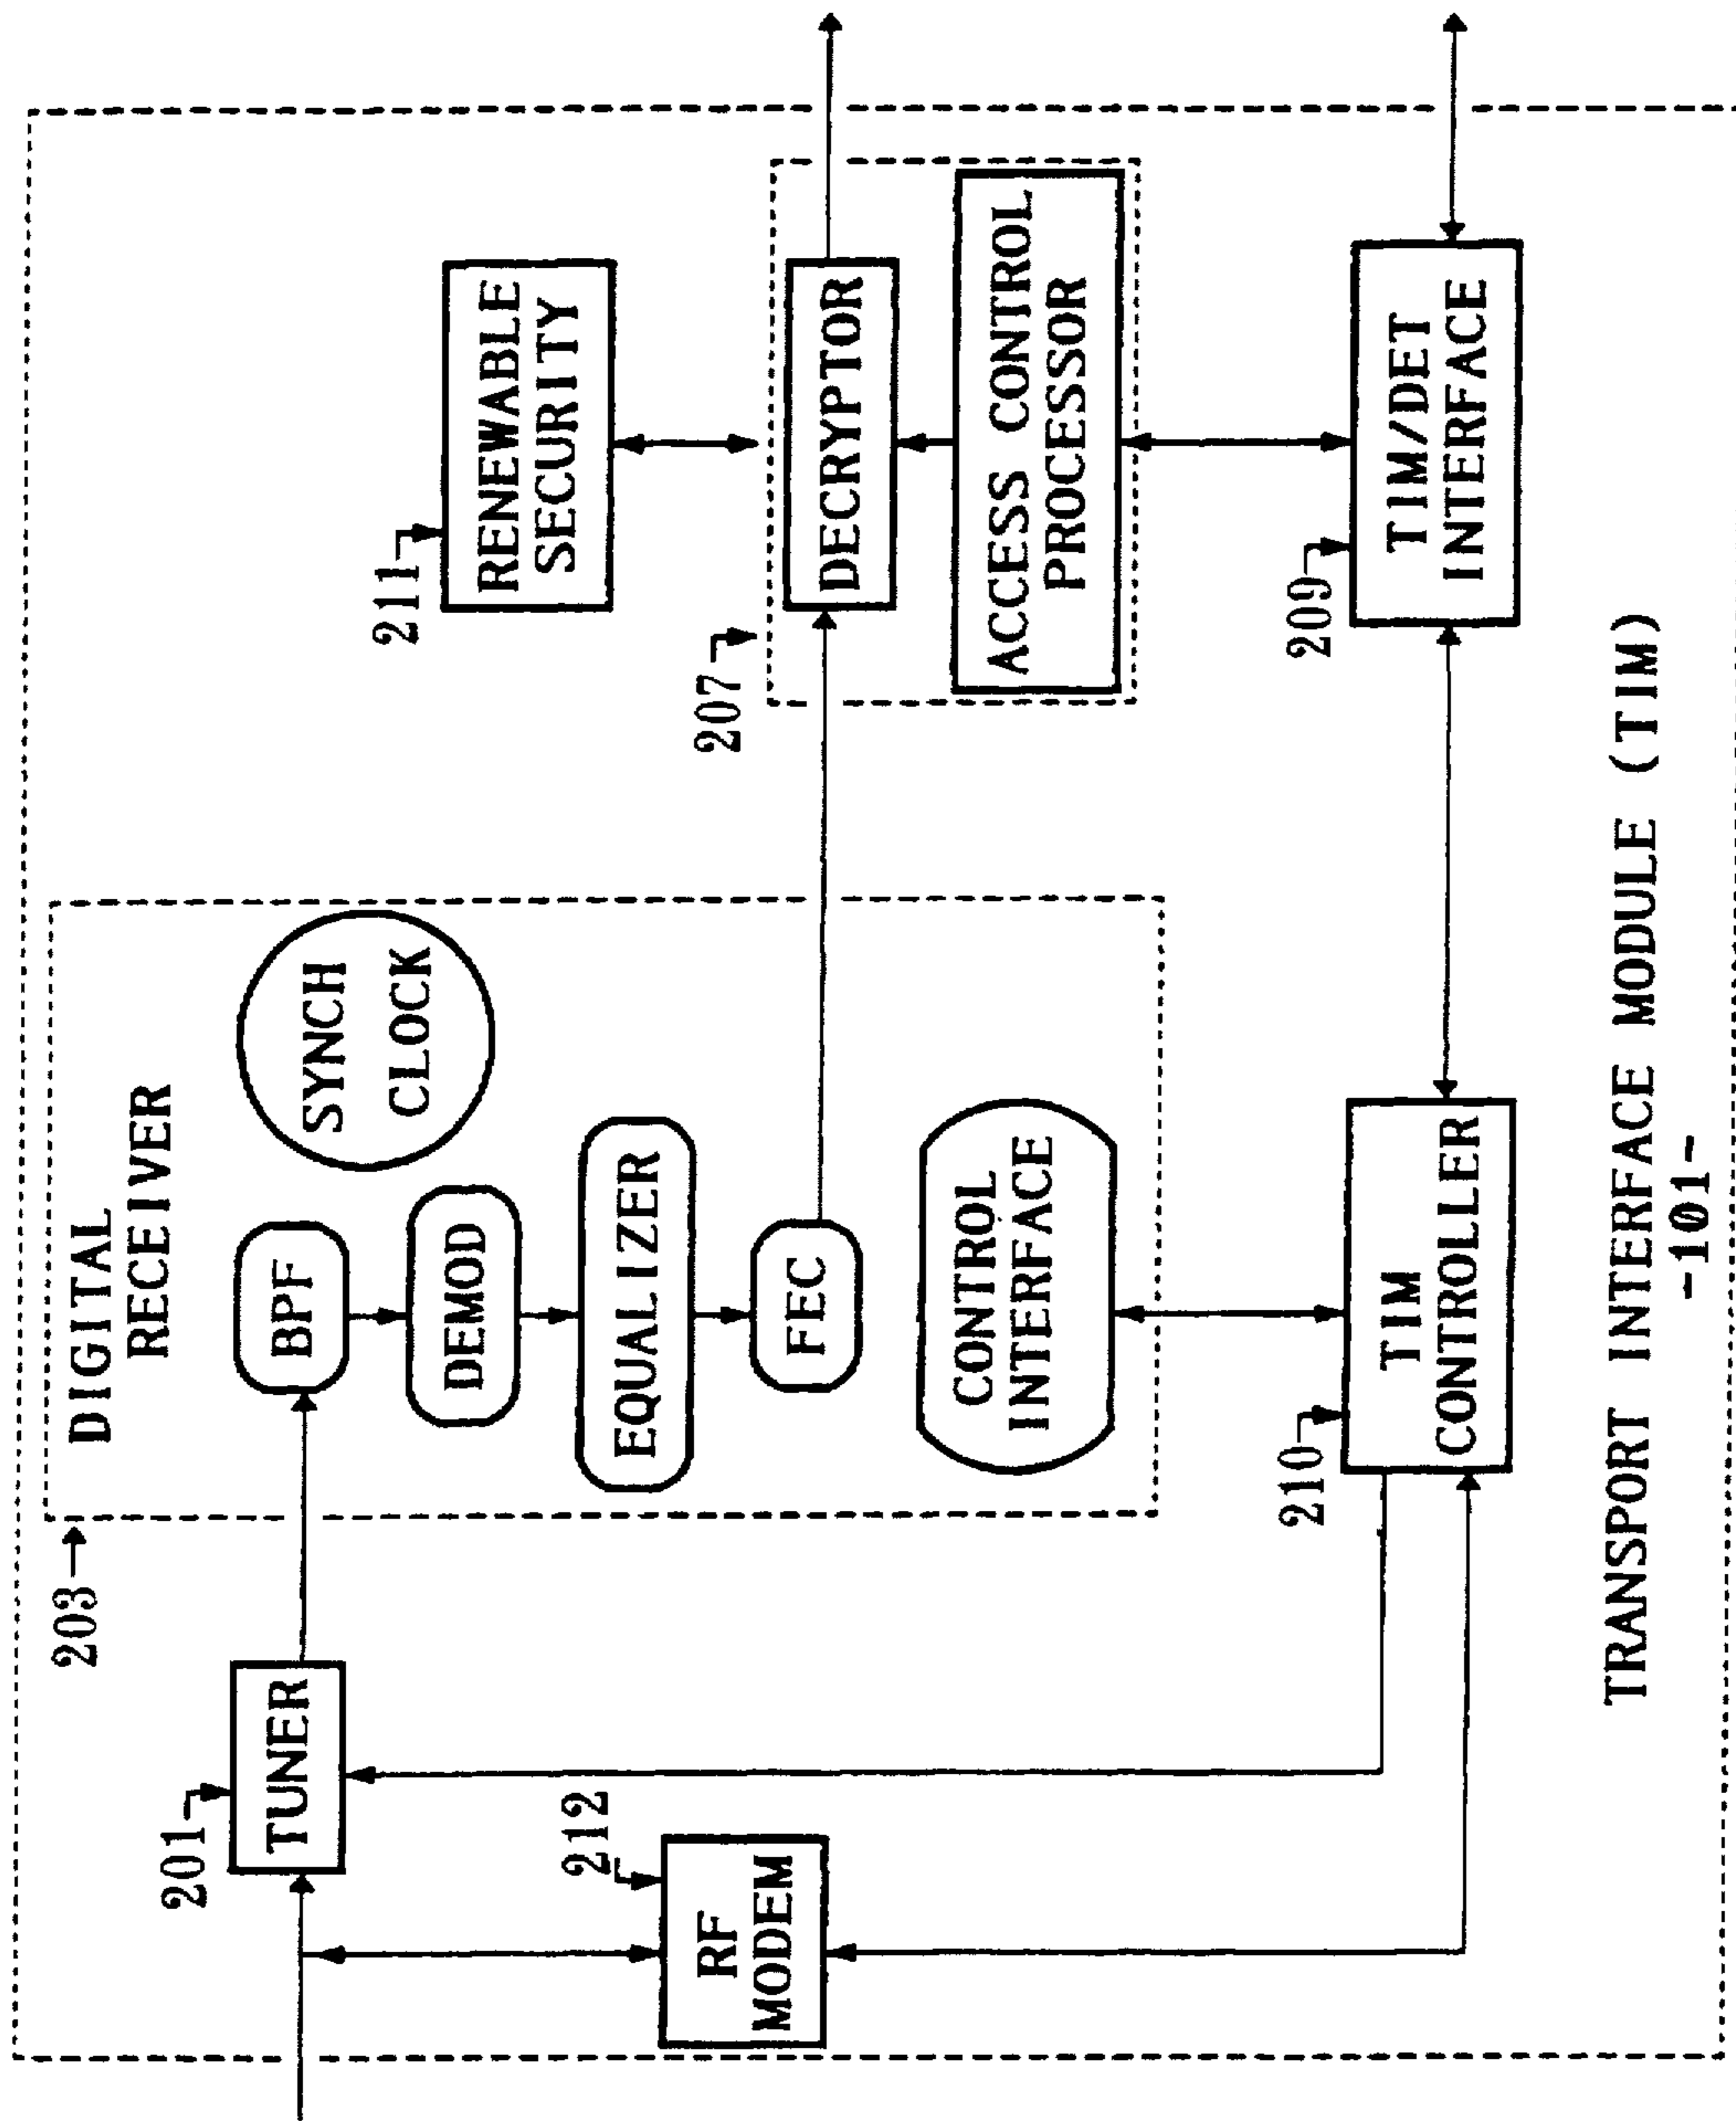 DIGITAL
RECEIVER
203
201
TUNER
BPF
SYNCH
CLOCK
DEMOD
EQUALIZER
FEC
CONTROL
INTERFACE
211
RENEWABLE
SECURITY
207
DECRYPTOR
ACCESS CONTROL
PROCESSOR
212
RF
MODEM
210
TIM
CONTROLLER
209
TIM/DET
INTERFACE
TRANSPORT INTERFACE MODULE (TIM)
-101-